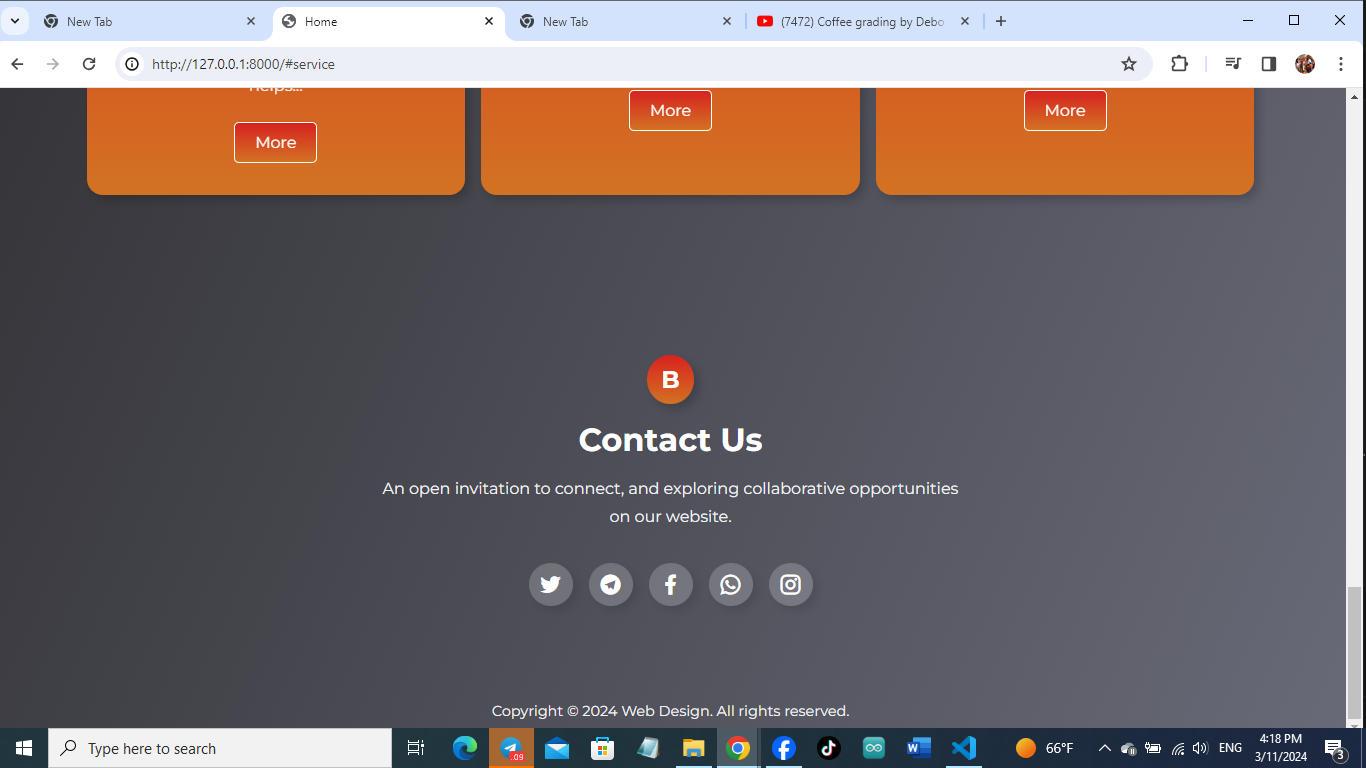 New Tab
Home
New Tab
(7472) Coffee grading by Debo
http://127.0.0.1:8000/#service
helps...
More
More
More
B
Contact Us
An open invitation to connect, and exploring collaborative opportunities
on our website.
Copyright © 2024 Web Design. All rights reserved.
Type here to search
.09
66°F
ENG
4:18 PM
3/11/2024
3